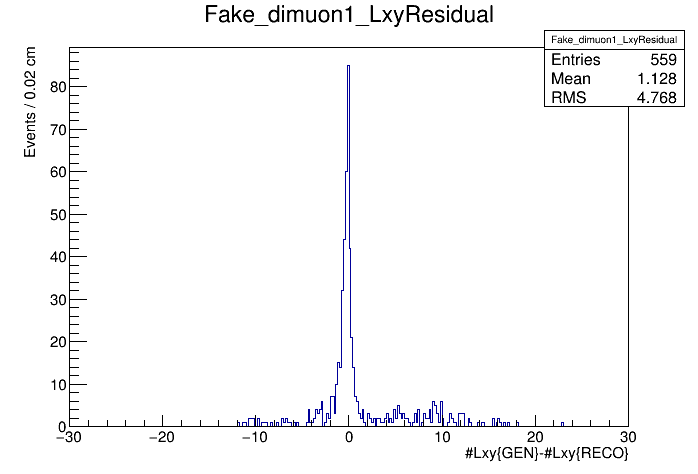 Fake_dimuon1_LxyResidual
Fake_dimuon1_LxyResidual
Entries 559
Mean 1.128
RMS 4.768
Events / 0.02 cm
80
70
60
50
40
30
20
10
0
−30 −20 −10 0 10 20 30
#Lxy{GEN}-#Lxy{RECO}